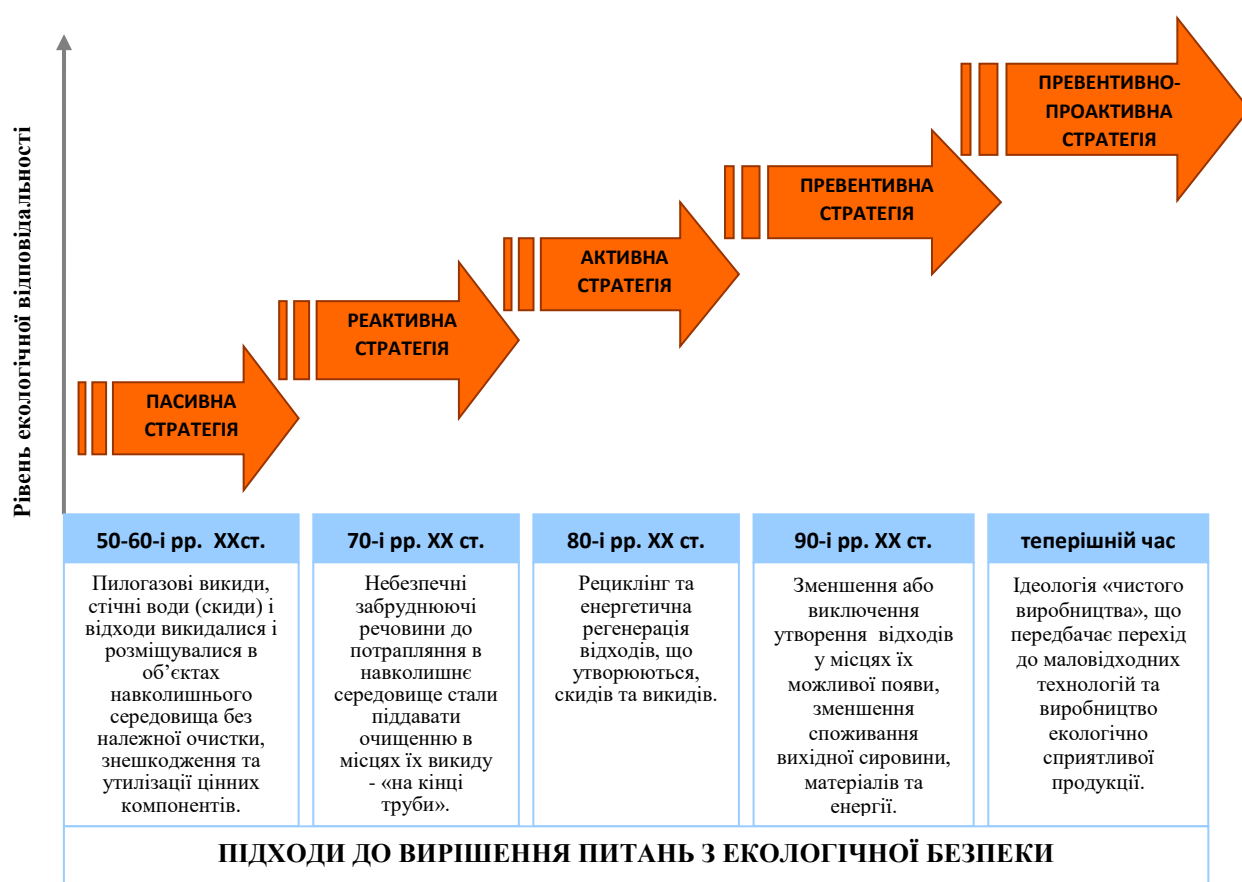 Рівень екологічної відповідальності
ПАСИВНА
СТРАТЕГІЯ
РЕАКТИВНА
СТРАТЕГІЯ
АКТИВНА
СТРАТЕГІЯ
ПРЕВЕНТИВНА
СТРАТЕГІЯ
ПРЕВЕНТИВНО-
ПРОАКТИВНА
СТРАТЕГІЯ
50-60-і рр. ХХст.
Пилогазові викиди,
стічні води (скиди) і
відходи викидалися і
розміщувалися в
об’єктах
навколишнього
середовища без
належної очистки,
знешкодження та
утилізації цінних
компонентів.
70-і рр. ХХ ст.
Небезпечні
забруднюючі
речовини до
потрапляння в
навколишнє
середовище стали
піддавати
очищенню в
місцях їх викиду
- «на кінці
труби».
80-і рр. ХХ ст.
Рециклінг та
енергетична
регенерація
відходів, що
утворюються,
скидів та викидів.
90-і рр. ХХ ст.
Зменшення або
виключення
утворення відходів
у місцях їх
можливої появи,
зменшення
споживання
вихідної сировини,
матеріалів та
енергії.
теперішній час
Ідеологія «чистого
виробництва», що
передбачає перехід
до маловідходних
технологій та
виробництво
екологічно
сприятливої
продукції.
ПІДХОДИ ДО ВИРІШЕННЯ ПИТАНЬ З ЕКОЛОГІЧНОЇ БЕЗПЕКИ